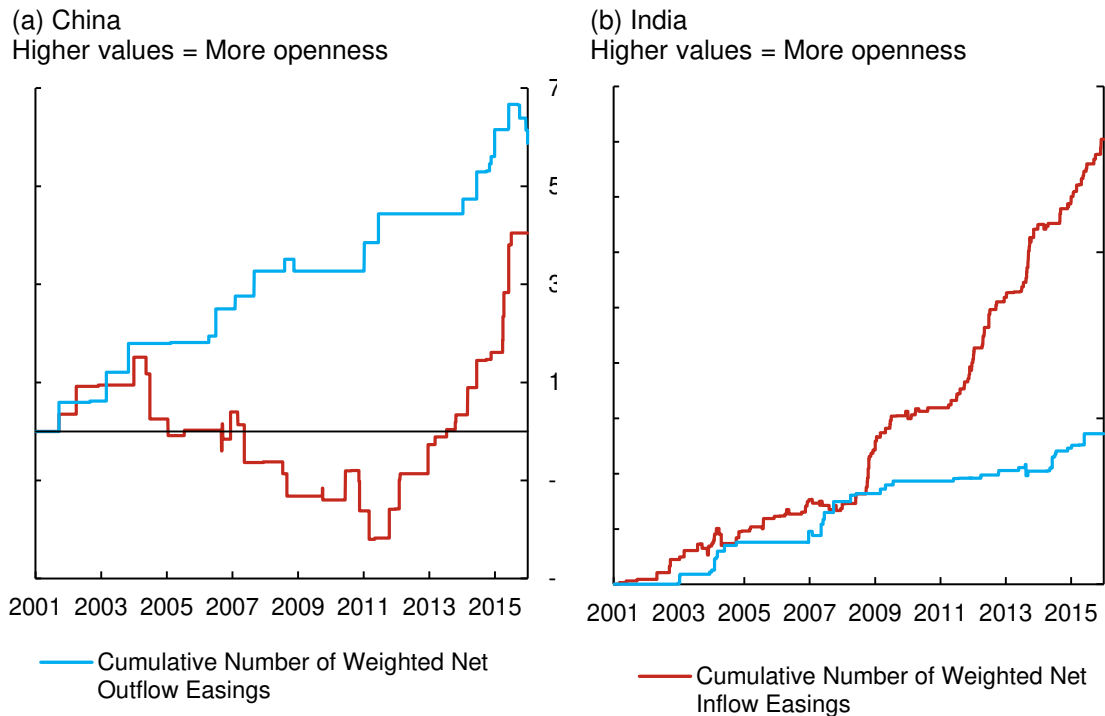 (a) China
Higher values = More openness
(b) India
Higher values = More openness
7
5
3
1
-
-
2001 2003 2005 2007 2009 2011 2013 2015
2001 2003 2005 2007 2009 2011 2013 2015
Cumulative Number of Weighted Net
Outflow Easings
Cumulative Number of Weighted Net
Inflow Easings